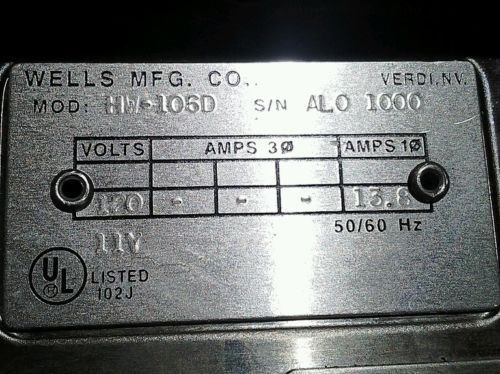 WELLS MFG. CO. VERDI, NV.
MOD: HW-106D S/N ALO 1000
VOLTS AMPS 3Ø AMPS 1Ø
120 - - - 13.8
11Y 50/60 Hz
UL LISTED
102J